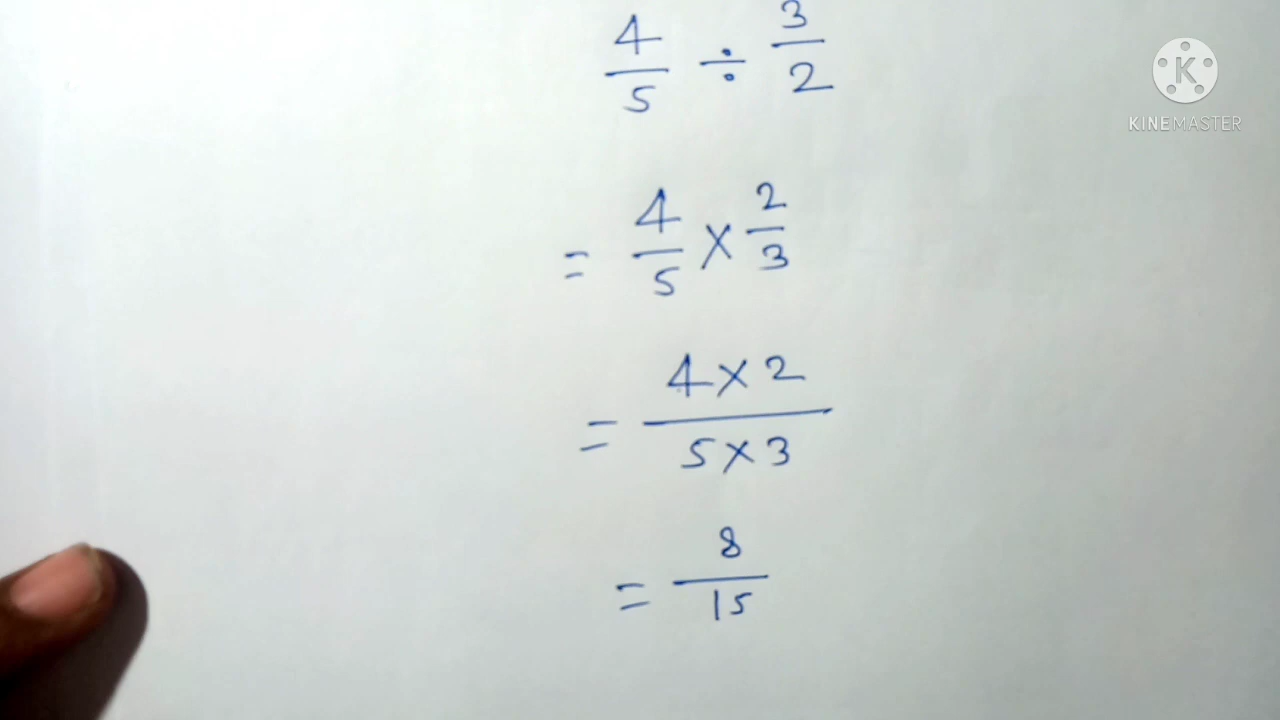 4/5 ÷ 3/2
KINEMASTER
= 4/5 × 2/3
= 4×2/5×3
= 8/15